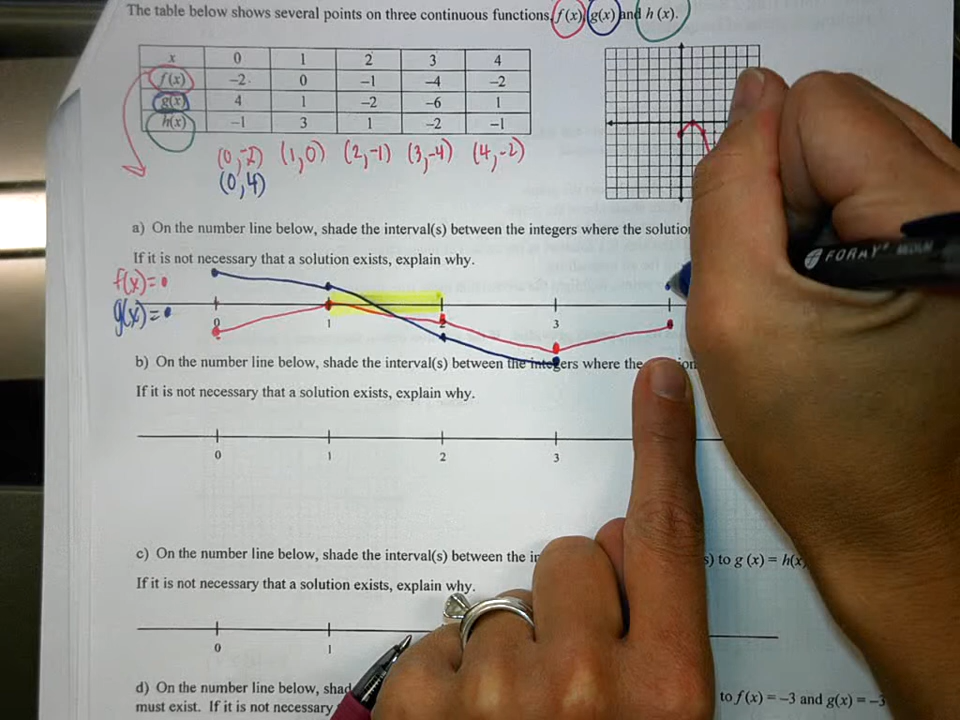 The table below shows several points on three continuous functions, f(x), g(x) and h (x).
x 0 1 2 3 4
f(x) −2 0 −1 −4 −2
g(x) 4 1 −2 −6 1
h(x) −1 3 1 −2 −1
(0,-2) (1,0) (2,-1) (3,-4) (4,-2)
(0,4)
a) On the number line below, shade the interval(s) between the integers where the
If it is not necessary that a solution exists, explain why.
f(x)=
g(x)=
0 1 2 3
b) On the number line below, shade the interval(s) between the integers where the
If it is not necessary that a solution exists, explain why.
0 1 2 3
c) On the number line below, shade the interval(s) between the to g (x) = h(x
If it is not necessary that a solution exists, explain why.
0 1
d) On the number line below, to f(x) = −3 and g(x) = −3
must exist. If it is not necessary
FORAY MEDIUM